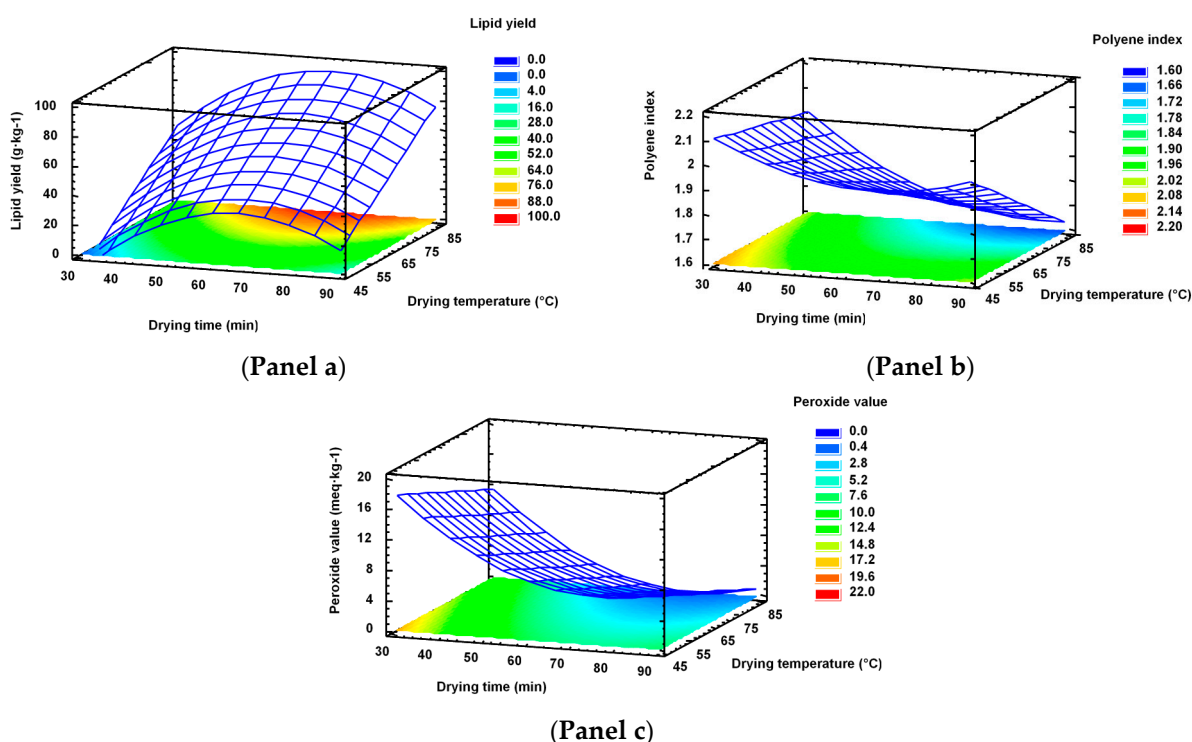 Lipid yield
0.0
0.0
4.0
16.0
28.0
40.0
52.0
64.0
76.0
88.0
100.0
Lipid yield (g·kg-1)
100
80
60
40
20
0
30 40 50 60 70 80 90
45 55 65 75 85
Drying time (min)
Drying temperature (°C)
(Panel a)
Polyene index
1.60
1.66
1.72
1.78
1.84
1.90
1.96
2.02
2.08
2.14
2.20
Polyene index
2.2
2.1
2
1.9
1.8
1.7
1.6
30 40 50 60 70 80 90
45 55 65 75 85
Drying time (min)
Drying temperature (°C)
(Panel b)
Peroxide value
0.0
0.4
2.8
5.2
7.6
10.0
12.4
14.8
17.2
19.6
22.0
Peroxide value (meq·kg-1)
20
16
12
8
4
0
30 40 50 60 70 80 90
45 55 65 75 85
Drying time (min)
Drying temperature (°C)
(Panel c)